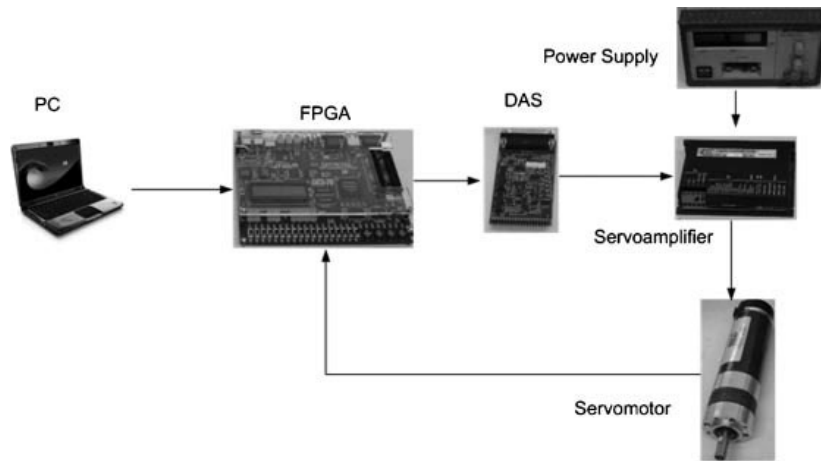 Power Supply
PC
FPGA
DAS
Servoamplifier
Servomotor